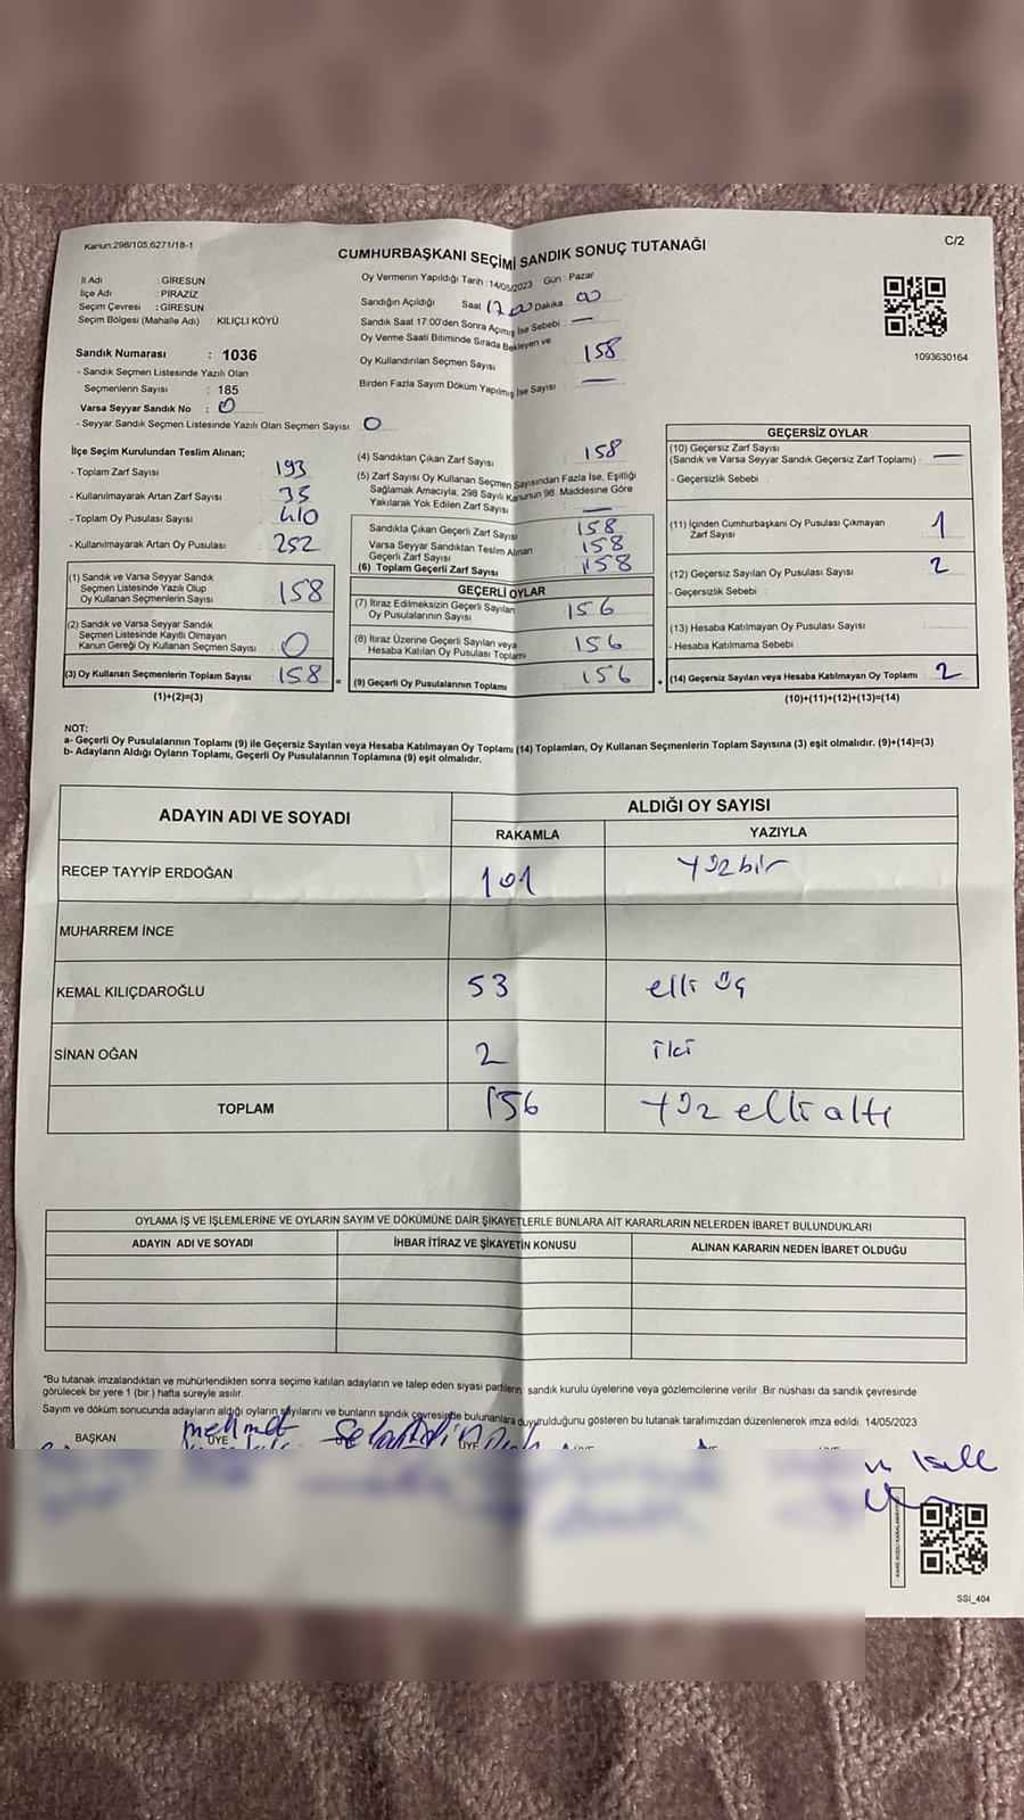 Kanun:298/105,6271/18-1
C/2
CUMHURBAŞKANI SEÇİMİ SANDIK SONUÇ TUTANAĞI
İl Adı : GİRESUN
İlçe Adı : PİRAZİZ
Seçim Çevresi : GİRESUN
Seçim Bölgesi (Mahalle Adı) KILIÇLI KÖYÜ
Sandık Numarası : 1036
- Sandık Seçmen Listesinde Yazılı Olan
Seçmenlerin Sayısı : 185
Varsa Seyyar Sandık No : 0
- Seyyar Sandık Seçmen Listesinde Yazılı Olan Seçmen Sayısı 0
Oy Vermenin Yapıldığı Tarih : 14/05/2023 Gün : Pazar
Sandığın Açıldığı Saat 17:00 Dakika 00
Sandık Saat 17:00'den Sonra Açmış İse Sebebi : —
Oy Verme Saati Bitiminde Sırada Bekleyen ve
Oy Kullandırılan Seçmen Sayısı 158
Birden Fazla Sayım Döküm Yapılmış İse Sayısı —
1093630164
İlçe Seçim Kurulundan Teslim Alınan;
- Toplam Zarf Sayısı 193
- Kullanılmayarak Artan Zarf Sayısı 35
- Toplam Oy Pusulası Sayısı 410
- Kullanılmayarak Artan Oy Pusulası 252
(1) Sandık ve Varsa Seyyar Sandık
Seçmen Listesinde Yazılı Olup
Oy Kullanan Seçmenlerin Sayısı 158
(2) Sandık ve Varsa Seyyar Sandık
Seçmen Listesinde Kayıtlı Olmayan
Kanun Gereği Oy Kullanan Seçmen Sayısı 0
(3) Oy Kullanan Seçmenlerin Toplam Sayısı 158
(1)+(2)=(3)
(4) Sandıktan Çıkan Zarf Sayısı 158
(5) Zarf Sayısı Oy Kullanan Seçmen Sayısından Fazla İse, Eşitliği
Sağlamak Amacıyla, 298 Sayılı Kanunun 98. Maddesine Göre
Yakılarak Yok Edilen Zarf Sayısı —
Sandıkta Çıkan Geçerli Zarf Sayısı 158
Varsa Seyyar Sandıktan Teslim Alınan
Geçerli Zarf Sayısı 158
(6) Toplam Geçerli Zarf Sayısı 158
GEÇERLİ OYLAR
(7) İtiraz Edilmeksizin Geçerli Sayılan
Oy Pusulalarının Sayısı 156
(8) İtiraz Üzerine Geçerli Sayılan veya
Hesaba Katılan Oy Pusulası Toplamı 156
= (9) Geçerli Oy Pusulalarının Toplamı 156
GEÇERSİZ OYLAR
(10) Geçersiz Zarf Sayısı
(Sandık ve Varsa Seyyar Sandık Geçersiz Zarf Toplamı) —
- Geçersizlik Sebebi
(11) İçinden Cumhurbaşkanı Oy Pusulası Çıkmayan
Zarf Sayısı 1
(12) Geçersiz Sayılan Oy Pusulası Sayısı 2
- Geçersizlik Sebebi
(13) Hesaba Katılmayan Oy Pusulası Sayısı
- Hesaba Katılmama Sebebi
+ (14) Geçersiz Sayılan veya Hesaba Katılmayan Oy Toplamı 2
(10)+(11)+(12)+(13)=(14)
NOT:
a- Geçerli Oy Pusulalarının Toplamı (9) ile Geçersiz Sayılan veya Hesaba Katılmayan Oy Toplamı (14) Toplamları, Oy Kullanan Seçmenlerin Toplam Sayısına (3) eşit olmalıdır. (9)+(14)=(3)
b- Adayların Aldığı Oyların Toplamı, Geçerli Oy Pusulalarının Toplamına (9) eşit olmalıdır.
ADAYIN ADI VE SOYADI ALDIĞI OY SAYISI
RAKAMLA YAZIYLA
RECEP TAYYİP ERDOĞAN 101 yüzbir
MUHARREM İNCE
KEMAL KILIÇDAROĞLU 53 elli üç
SİNAN OĞAN 2 iki
TOPLAM 156 yüz elli altı
OYLAMA İŞ VE İŞLEMLERİNE VE OYLARIN SAYIM VE DÖKÜMÜNE DAİR ŞİKAYETLERLE BUNLARA AİT KARARLARIN NELERDEN İBARET BULUNDUKLARI
ADAYIN ADI VE SOYADI İHBAR İTİRAZ VE ŞİKAYETİN KONUSU ALINAN KARARIN NEDEN İBARET OLDUĞU
*Bu tutanak imzalandıktan ve mühürlendikten sonra seçime katılan adayların ve talep eden siyasi partilerin sandık kurulu üyelerine veya gözlemcilerine verilir. Bir nüshası da sandık çevresinde
görülecek bir yere 1 (bir ) hafta süreyle asılır.
Sayım ve döküm sonucunda adayların aldığı oyların sayılarını ve bunların sandık çevresinde bulunanlara duyurulduğunu gösteren bu tutanak tarafımızdan düzenlenerek imza edildi. 14/05/2023
BAŞKAN mehmet ÜYE
SSİ_404